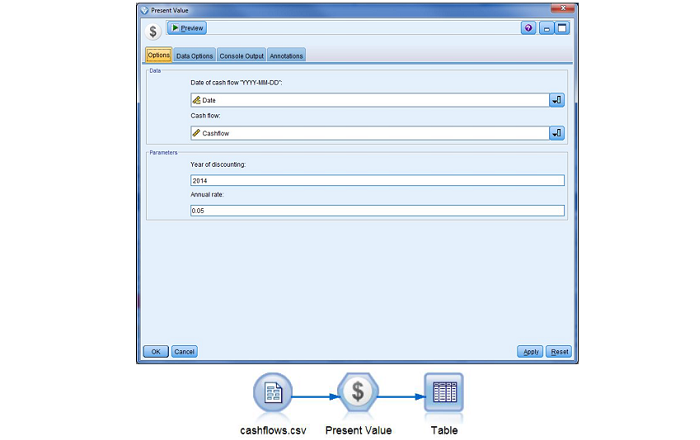 Present Value
$
Preview
?
Options Data Options Console Output Annotations
Data
Date of cash flow "YYYY-MM-DD":
Date
Cash flow:
Cashflow
Parameters
Year of discounting:
2014
Annual rate:
0.05
OK Cancel Apply Reset
$
cashflows.csv Present Value Table